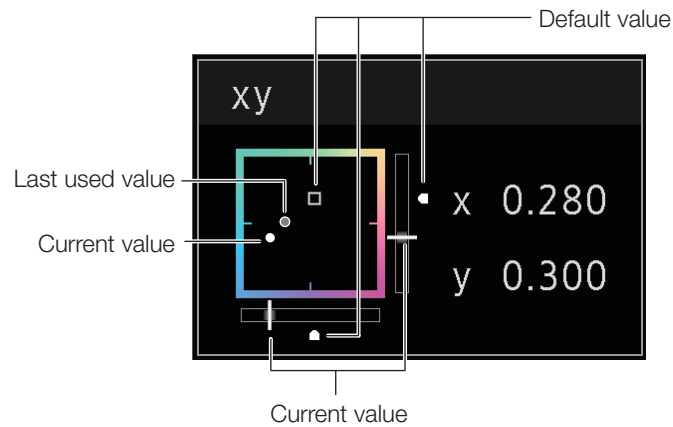 Default value
xy
Last used value
Current value
x 0.280
y 0.300
Current value